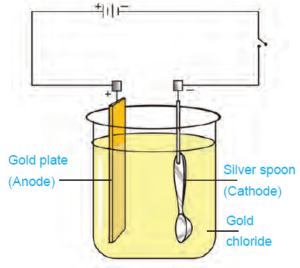 + −
+ −
Gold plate
(Anode)
Silver spoon
(Cathode)
Gold
chloride